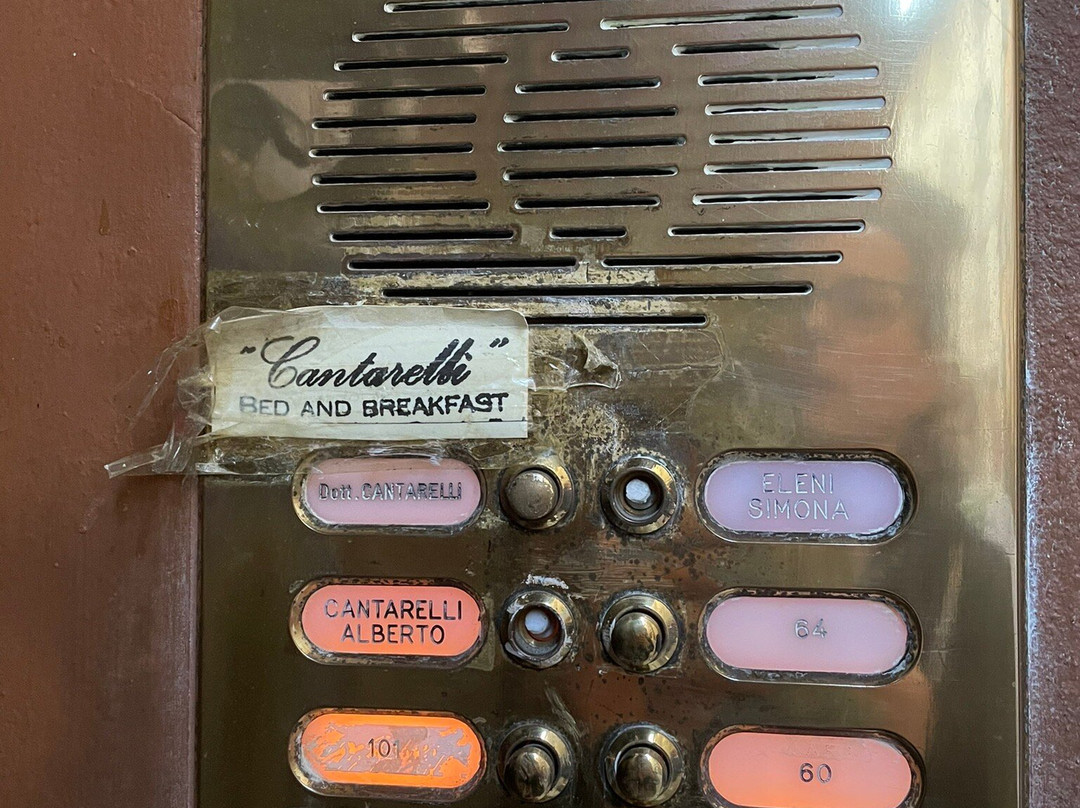 "Cantarelli"
BED AND BREAKFAST
Dott. CANTARELLI
ELENI
SIMONA
CANTARELLI
ALBERTO
64
101
60